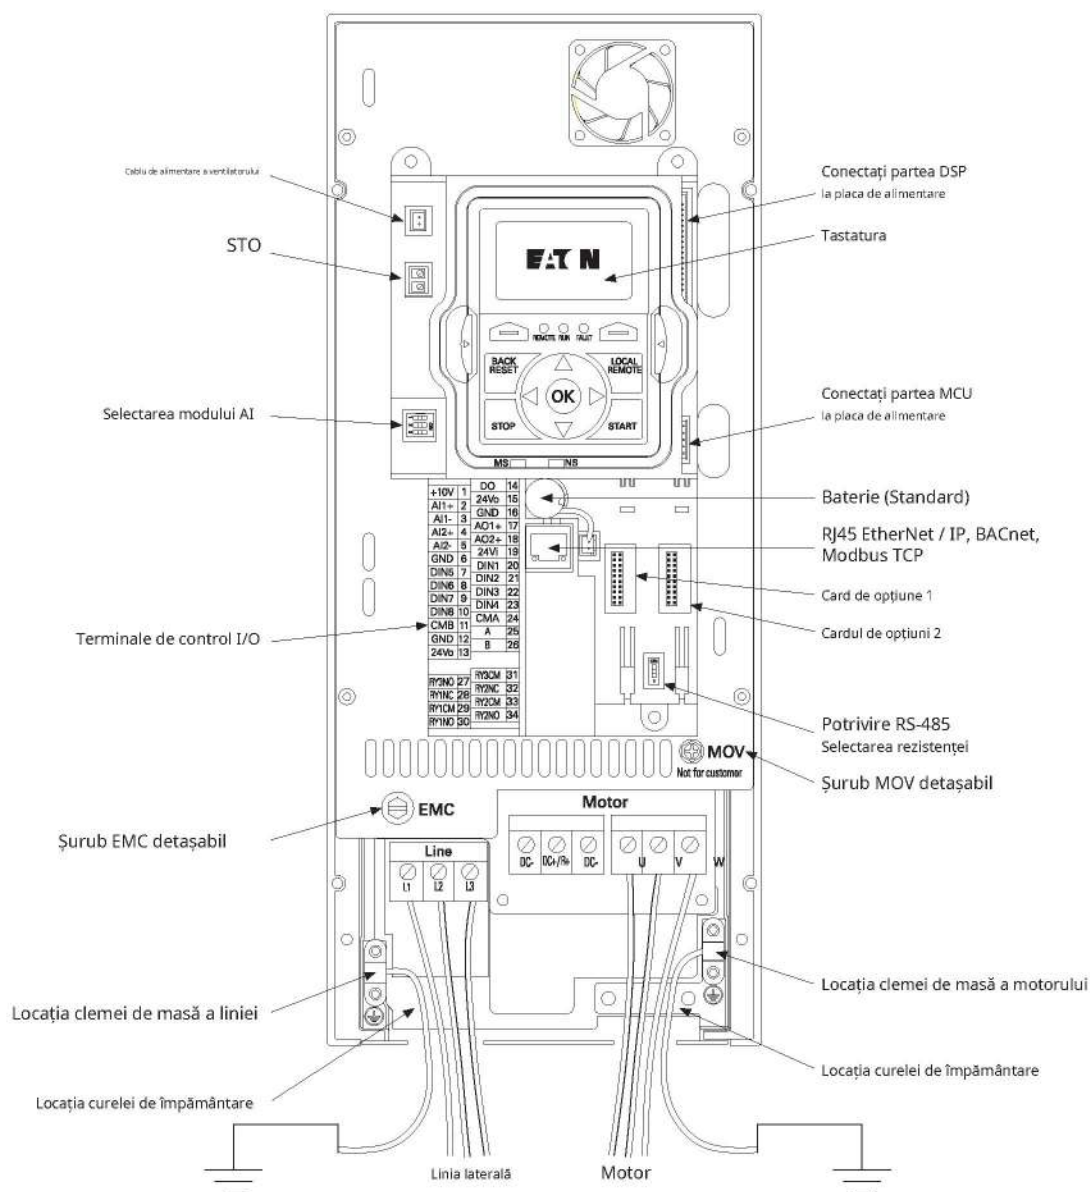 Cablu de alimentare a ventilatorului
STO
Selectarea modului AI
Terminale de control I/O
Șurub EMC detașabil
Locația clemei de masă a liniei
Locația curelei de împământare
Conectați partea DSP
la placa de alimentare
Tastatura
Conectați partea MCU
la placa de alimentare
Baterie (Standard)
RJ45 EtherNet / IP, BACnet,
Modbus TCP
Card de opțiune 1
Cardul de opțiuni 2
Potrivire RS-485
Selectarea rezistenței
Șurub MOV detașabil
Locația clemei de masă a motorului
Locația curelei de împământare
REMOTE RUN FAULT
BACK
RESET
LOCAL
REMOTE
OK
STOP
START
MS NS
+10V 1
AI1+ 2
AI1- 3
AI2+ 4
AI2- 5
GND 6
DIN5 7
DIN6 8
DIN7 9
DIN8 10
CMB 11
GND 12
24Vo 13
DO 14
24Vo 15
GND 16
AO1+ 17
AO2+ 18
24Vi 19
DIN1 20
DIN2 21
DIN3 22
DIN4 23
CMA 24
A 25
B 26
RY3NO 27
RY1NC 28
RY1CM 29
RY1NO 30
RY3CM 31
RY2NC 32
RY2CM 33
RY2NO 34
MOV
Not for customer
EMC
Motor
DC- DC+/R+ DC- U V W
Line
L1 L2 L3
Linia laterală
Motor